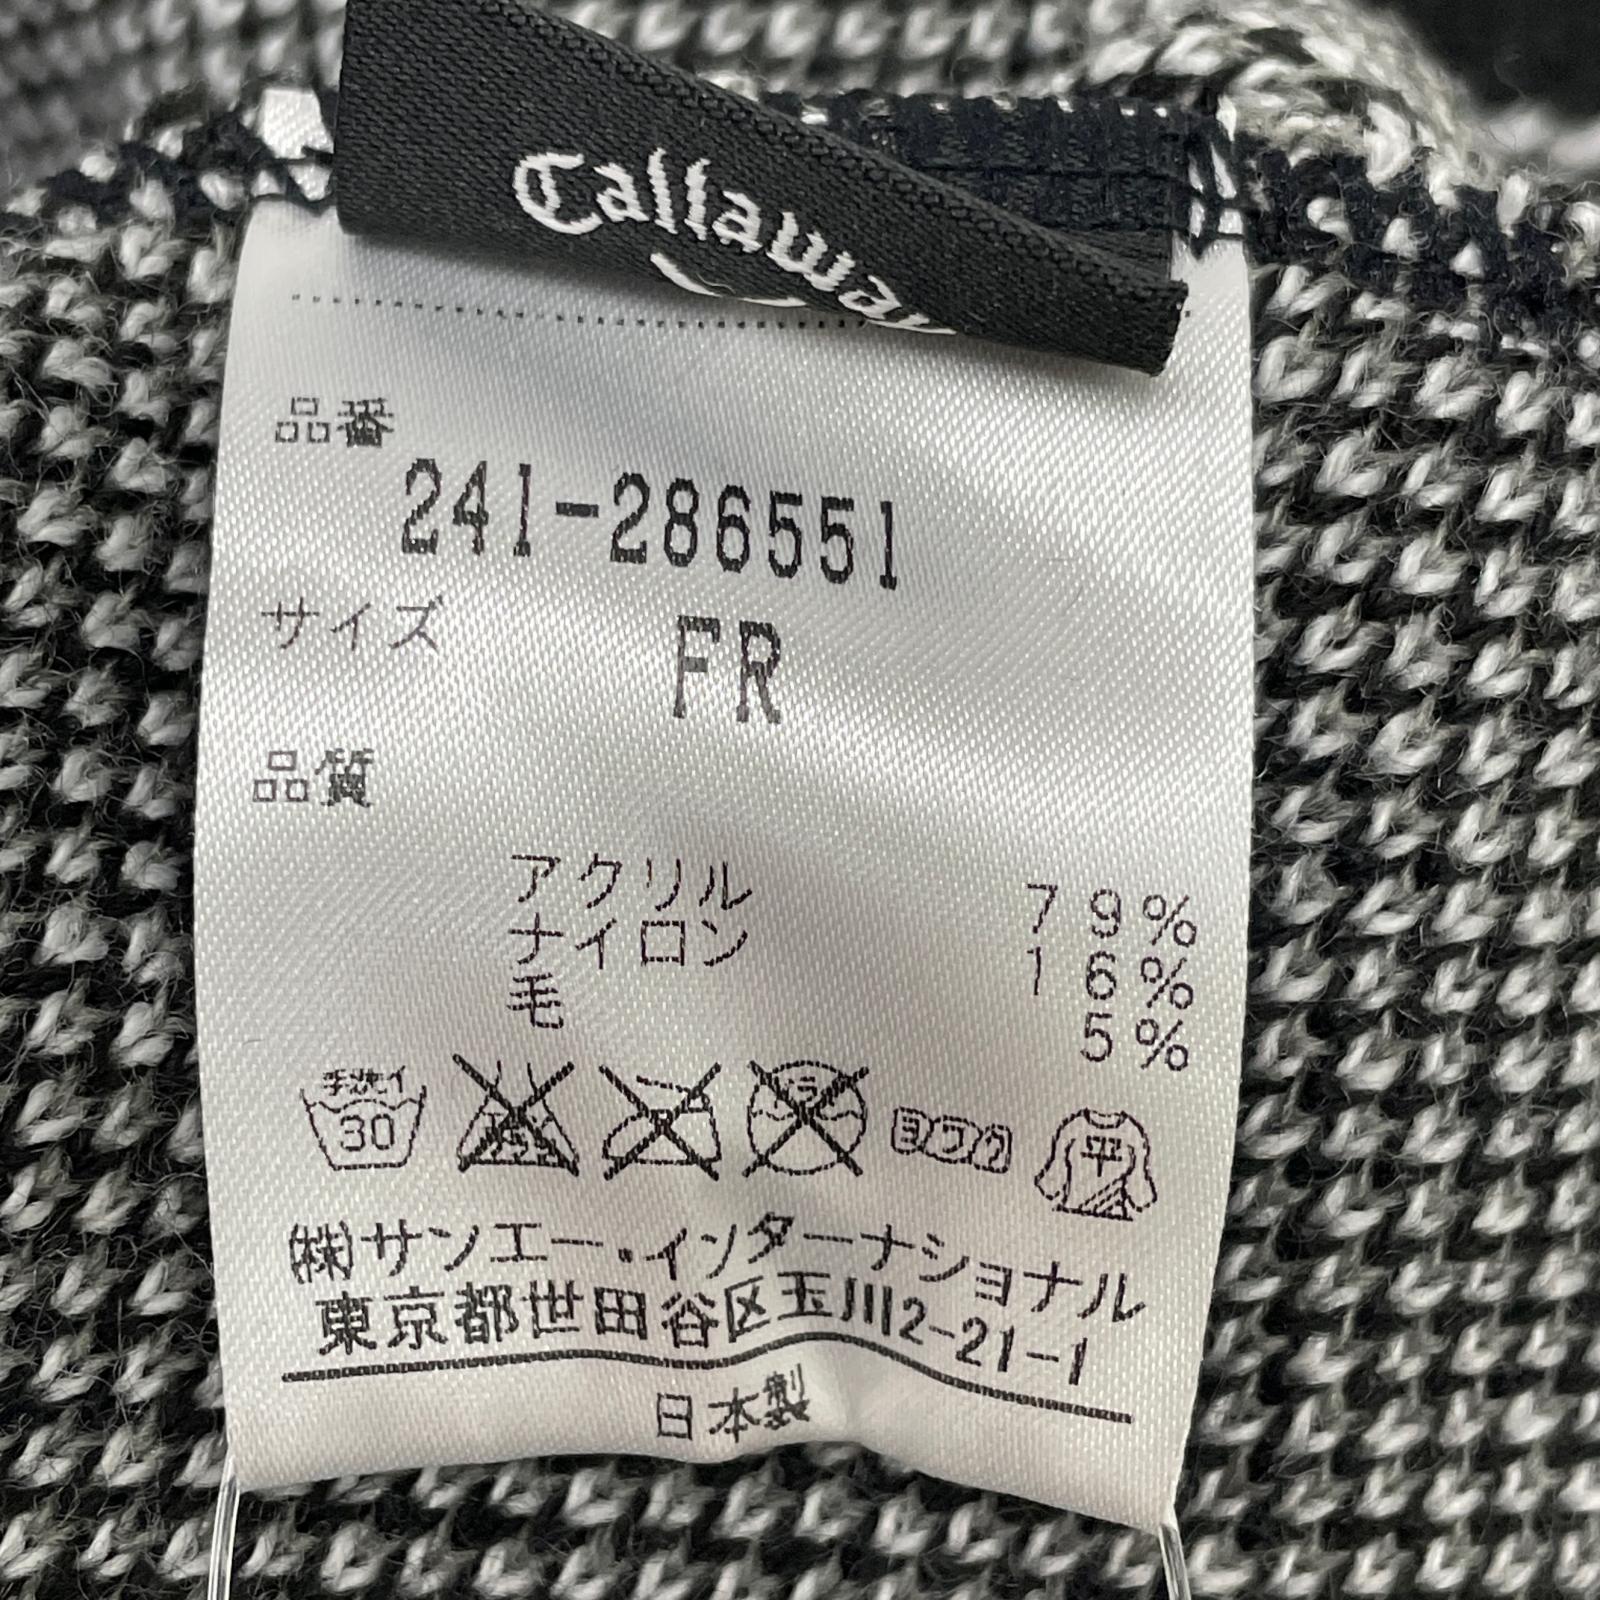 Callaway
品番
241-286551
サイズ
FR
品質
アクリル 79%
ナイロン 16%
毛 5%
手洗イ
30
ヨワク
平
(株)サンエー・インターナショナル
東京都世田谷区玉川2-21-1
日本製